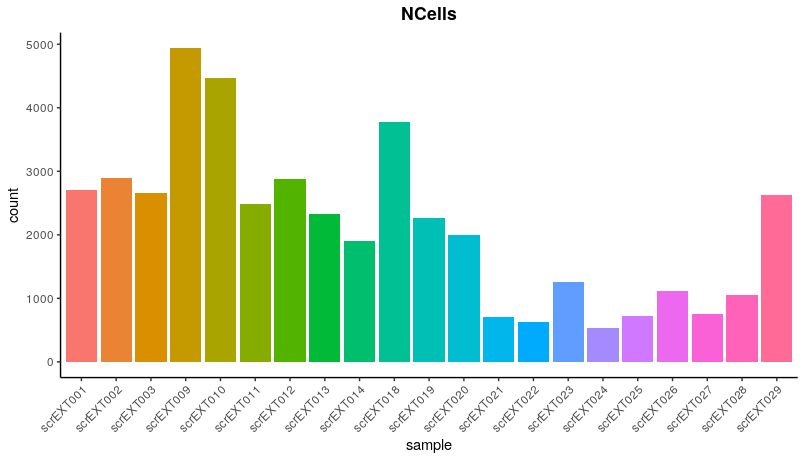 NCells
count
5000
4000
3000
2000
1000
0
scrEXT001
scrEXT002
scrEXT003
scrEXT009
scrEXT010
scrEXT011
scrEXT012
scrEXT013
scrEXT014
scrEXT018
scrEXT019
scrEXT020
scrEXT021
scrEXT022
scrEXT023
scrEXT024
scrEXT025
scrEXT026
scrEXT027
scrEXT028
scrEXT029
sample